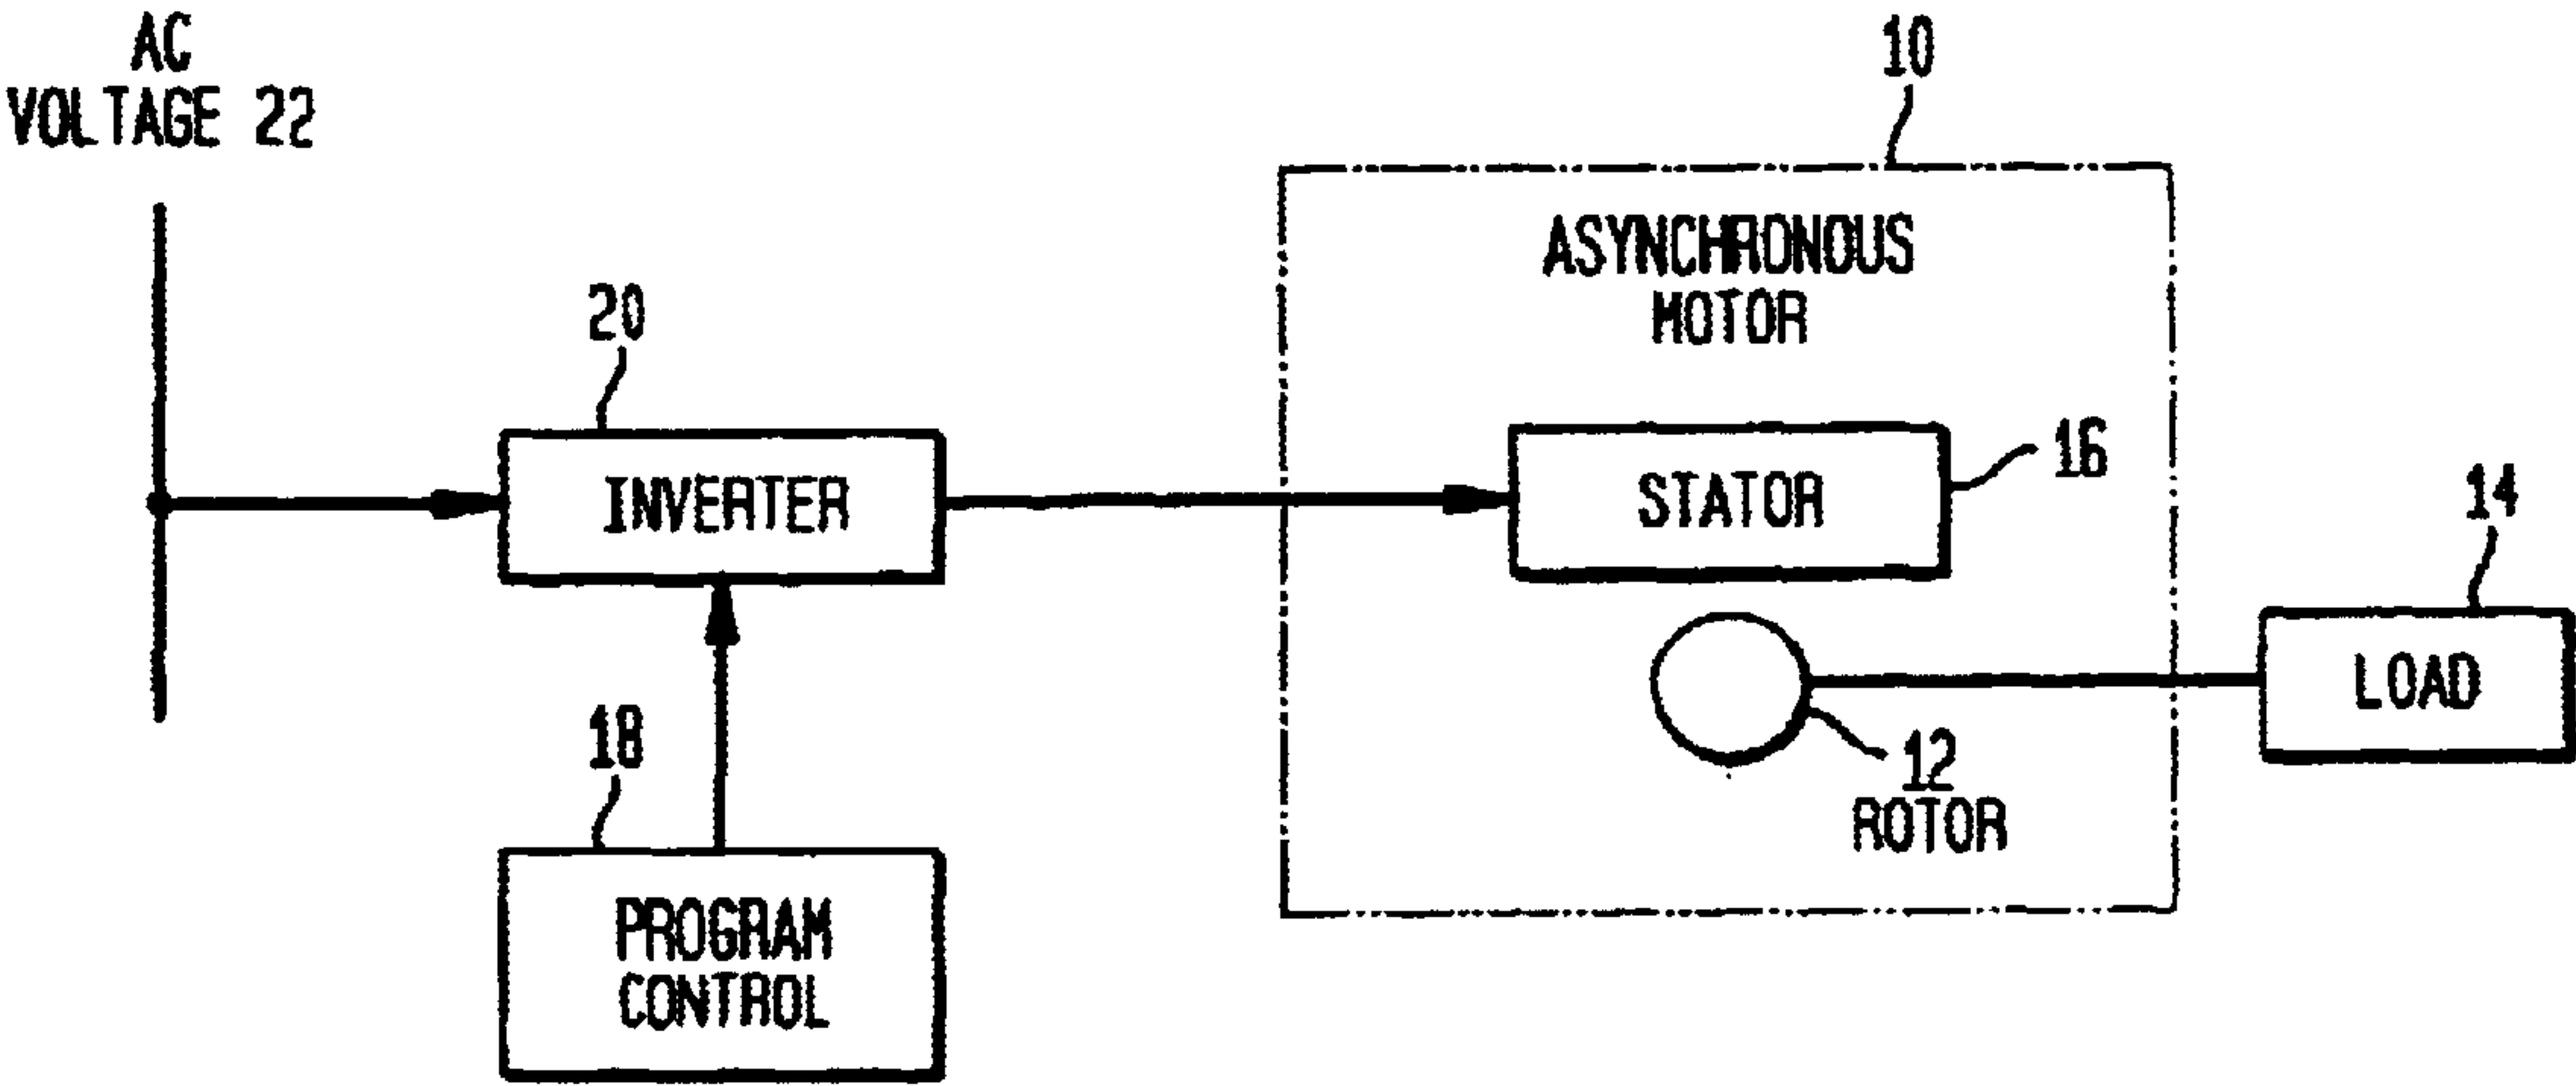 AC
VOLTAGE 22
10
ASYNCHRONOUS
MOTOR
20
INVERTER
STATOR
16
14
LOAD
12
ROTOR
18
PROGRAM
CONTROL